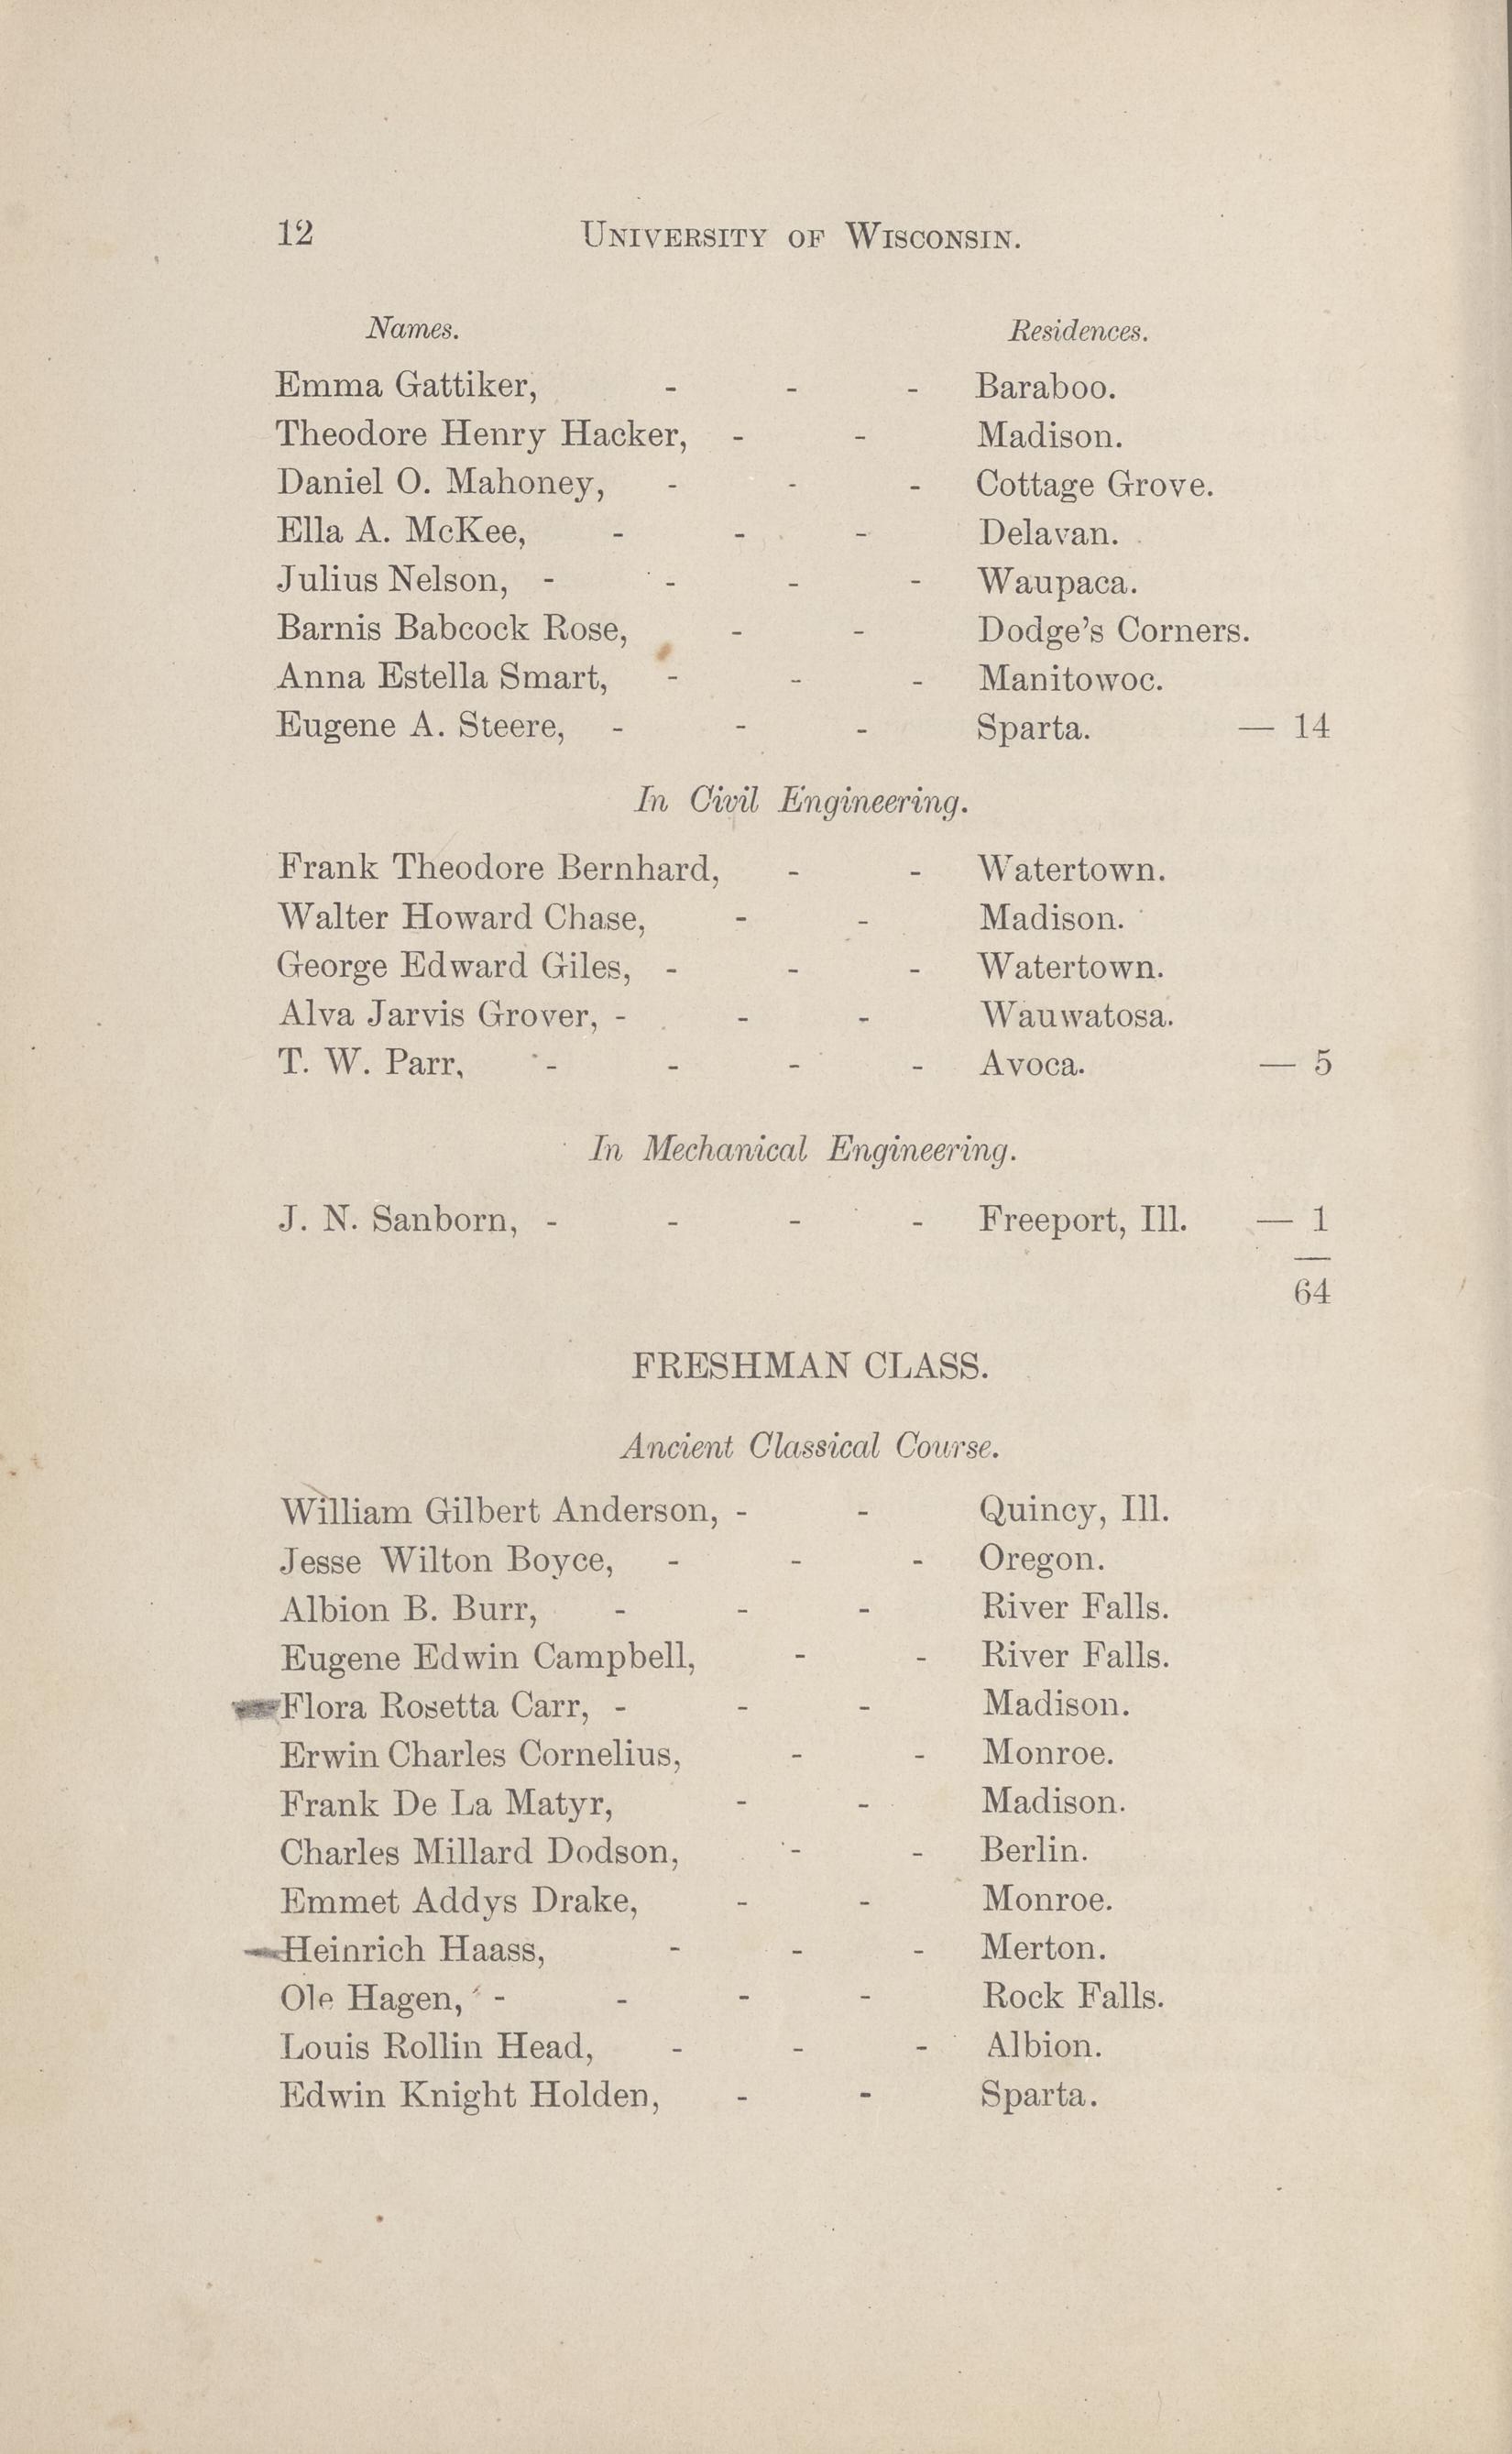 12 UNIVERSITY OF WISCONSIN.
Names. Residences.
Emma Gattiker, - - - Baraboo.
Theodore Henry Hacker, - - Madison.
Daniel O. Mahoney, - - - Cottage Grove.
Ella A. McKee, - - - Delavan.
Julius Nelson, - - - - Waupaca.
Barnis Babcock Rose, - - Dodge's Corners.
Anna Estella Smart, - - - Manitowoc.
Eugene A. Steere, - - - Sparta. — 14
In Civil Engineering.
Frank Theodore Bernhard, - - Watertown.
Walter Howard Chase, - - Madison.
George Edward Giles, - - - Watertown.
Alva Jarvis Grover, - - - Wauwatosa.
T. W. Parr, - - - - Avoca. — 5
In Mechanical Engineering.
J. N. Sanborn, - - - - Freeport, Ill. — 1
64
FRESHMAN CLASS.
Ancient Classical Course.
William Gilbert Anderson, - - Quincy, Ill.
Jesse Wilton Boyce, - - - Oregon.
Albion B. Burr, - - - River Falls.
Eugene Edwin Campbell, - - River Falls.
Flora Rosetta Carr, - - - Madison.
Erwin Charles Cornelius, - - Monroe.
Frank De La Matyr, - - Madison.
Charles Millard Dodson, - - Berlin.
Emmet Addys Drake, - - Monroe.
Heinrich Haass, - - - Merton.
Ole Hagen, - - - - Rock Falls.
Louis Rollin Head, - - - Albion.
Edwin Knight Holden, - - Sparta.